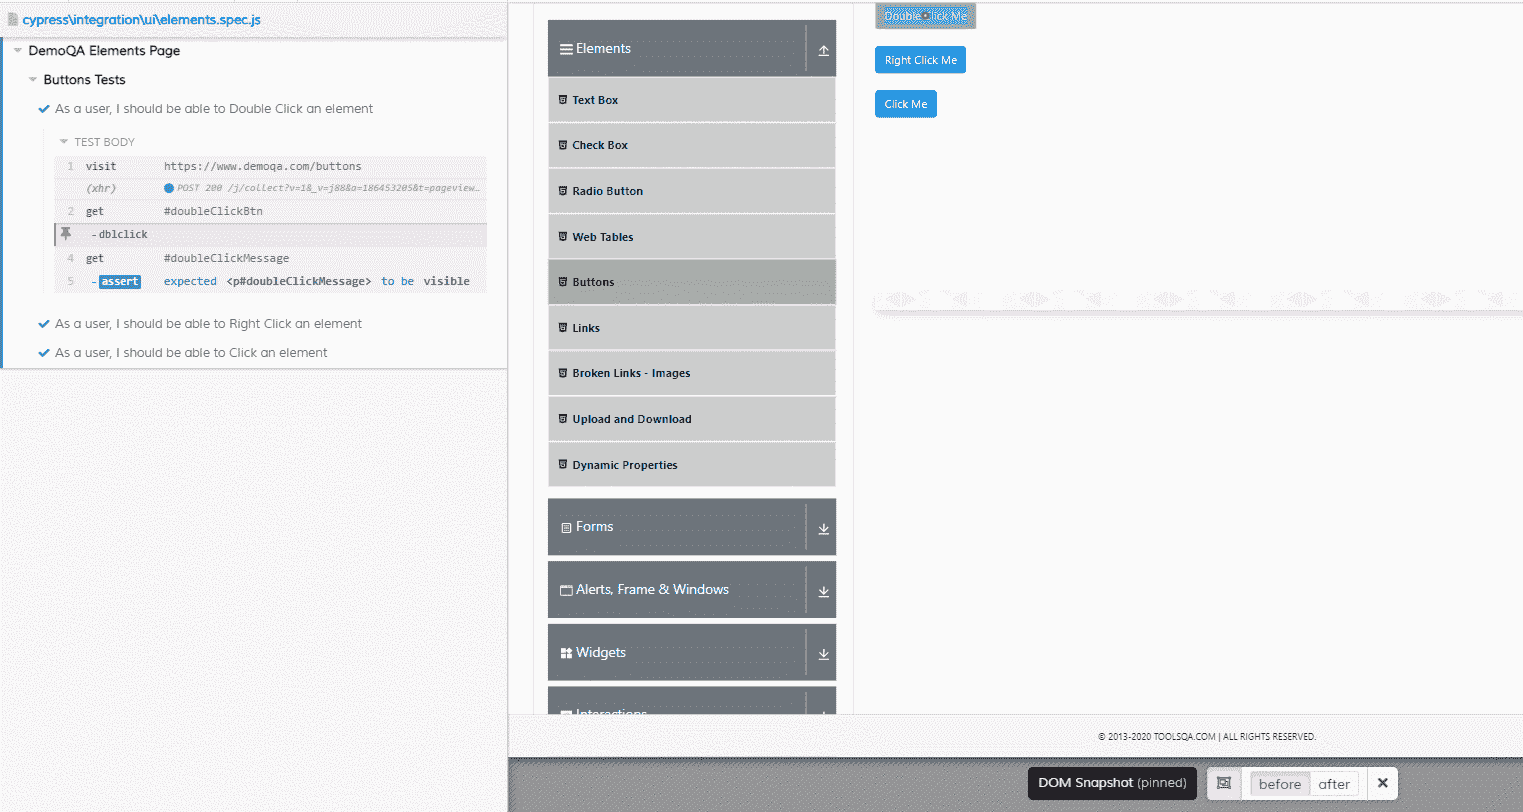 cypress\integration\ui\elements.spec.js
DemoQA Elements Page
Buttons Tests
As a user, I should be able to Double Click an element
TEST BODY
1 visit https://www.demoqa.com/buttons
(xhr) POST 200 /j/collect?v=1&_v=j88&a=186453205&t=pageview…
2 get #doubleClickBtn
-dblclick
4 get #doubleClickMessage
5 -assert expected <p#doubleClickMessage> to be visible
As a user, I should be able to Right Click an element
As a user, I should be able to Click an element
Elements
Text Box
Check Box
Radio Button
Web Tables
Buttons
Links
Broken Links - Images
Upload and Download
Dynamic Properties
Forms
Alerts, Frame & Windows
Widgets
Interactions
Double Click Me
Right Click Me
Click Me
© 2013-2020 TOOLSQA.COM | ALL RIGHTS RESERVED.
DOM Snapshot (pinned)
before after